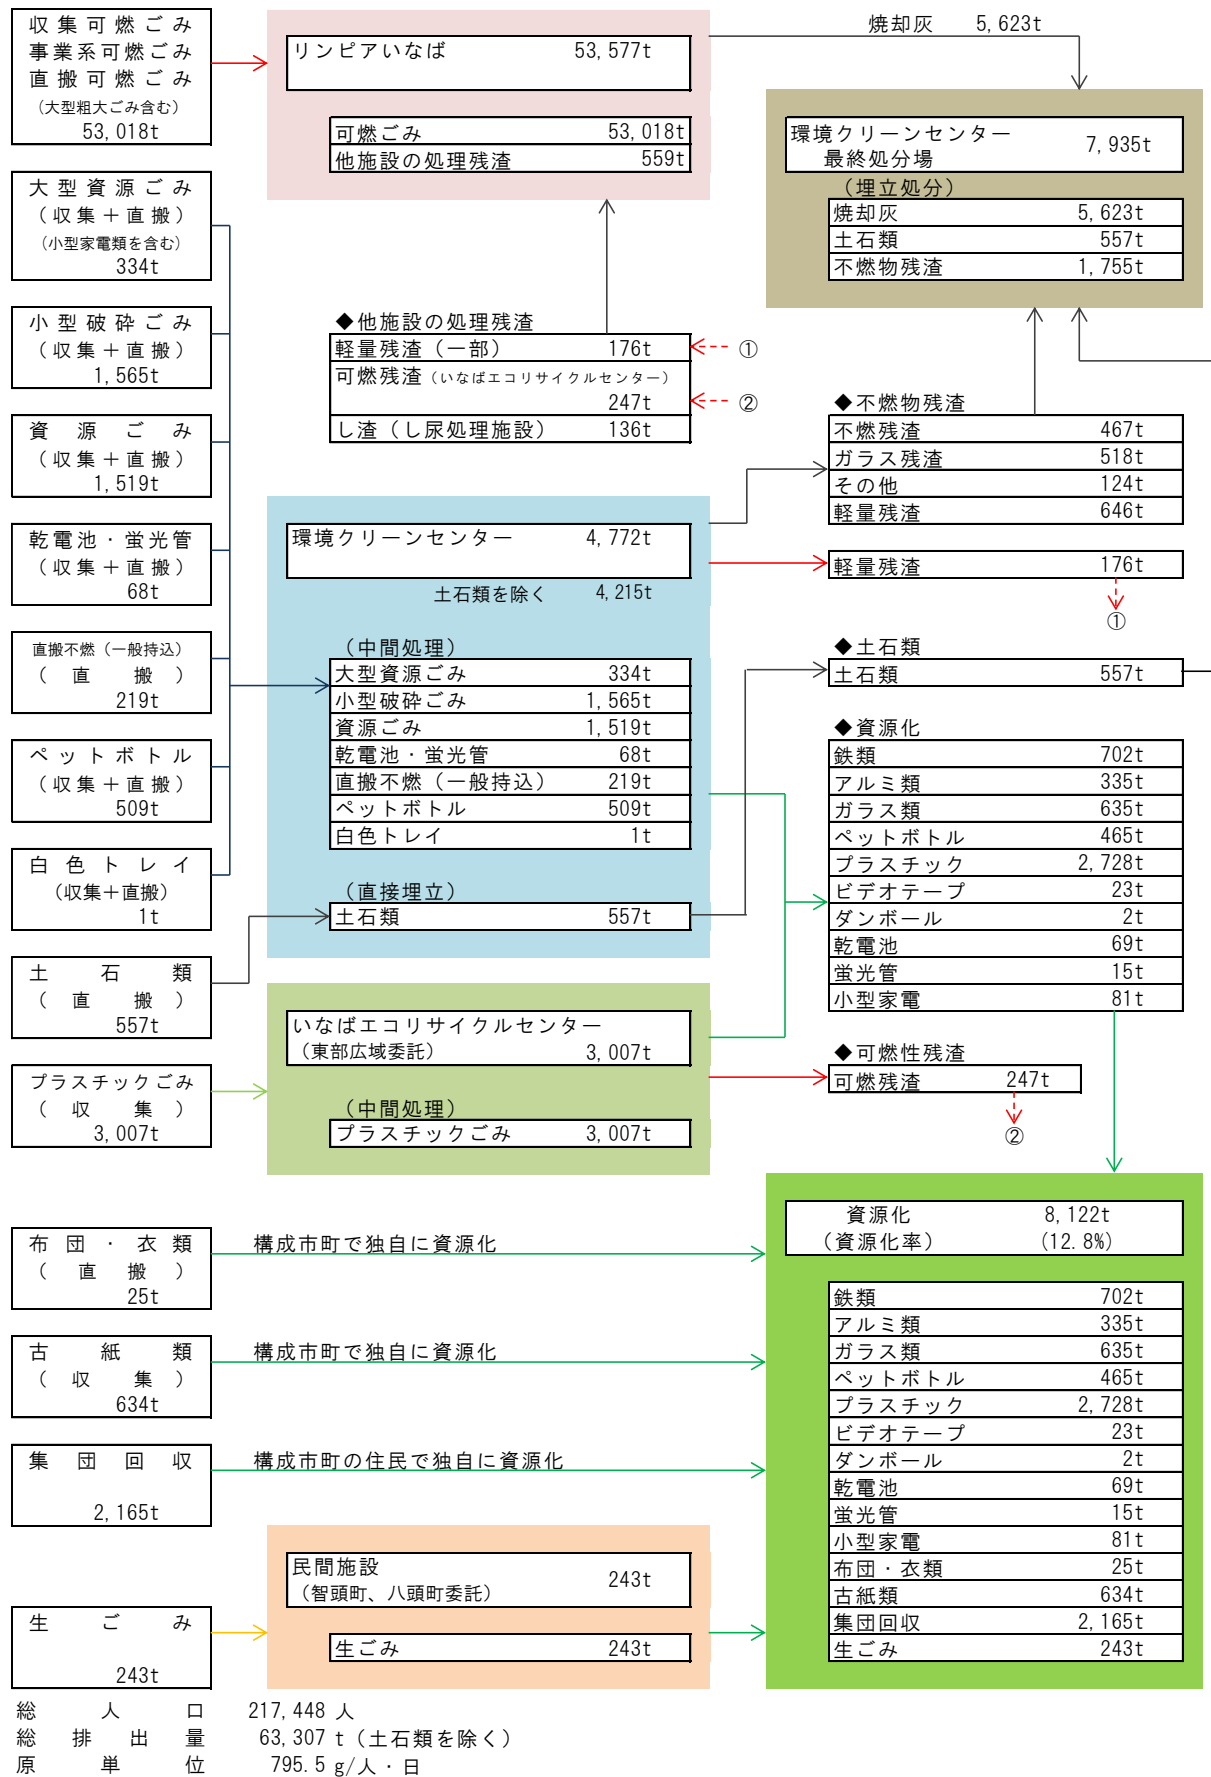 収集可燃ごみ
事業系可燃ごみ
直搬可燃ごみ
（大型粗大ごみ含む）
53,018t
大型資源ごみ
（収集＋直搬）
（小型家電類を含む）
334t
小型破砕ごみ
（収集＋直搬）
1,565t
資源ごみ
（収集＋直搬）
1,519t
乾電池・蛍光管
（収集＋直搬）
68t
直搬不燃（一般持込）
（直搬）
219t
ペットボトル
（収集＋直搬）
509t
白色トレイ
（収集＋直搬）
1t
土石類
（直搬）
557t
プラスチックごみ
（収集）
3,007t
布団・衣類
（直搬）
25t
古紙類
（収集）
634t
集団回収
2,165t
生ごみ
243t
リンピアいなば 53,577t
可燃ごみ 53,018t
他施設の処理残渣 559t
◆他施設の処理残渣
軽量残渣（一部） 176t ①
可燃残渣（いなばエコリサイクルセンター）
247t ②
し渣（し尿処理施設） 136t
環境クリーンセンター 4,772t
土石類を除く 4,215t
（中間処理）
大型資源ごみ 334t
小型破砕ごみ 1,565t
資源ごみ 1,519t
乾電池・蛍光管 68t
直搬不燃（一般持込） 219t
ペットボトル 509t
白色トレイ 1t
（直接埋立）
土石類 557t
いなばエコリサイクルセンター
（東部広域委託） 3,007t
（中間処理）
プラスチックごみ 3,007t
構成市町で独自に資源化
構成市町で独自に資源化
構成市町の住民で独自に資源化
民間施設
（智頭町、八頭町委託） 243t
生ごみ 243t
焼却灰 5,623t
環境クリーンセンター
最終処分場 7,935t
（埋立処分）
焼却灰 5,623t
土石類 557t
不燃物残渣 1,755t
◆不燃物残渣
不燃残渣 467t
ガラス残渣 518t
その他 124t
軽量残渣 646t
軽量残渣 176t
①
◆土石類
土石類 557t
◆資源化
鉄類 702t
アルミ類 335t
ガラス類 635t
ペットボトル 465t
プラスチック 2,728t
ビデオテープ 23t
ダンボール 2t
乾電池 69t
蛍光管 15t
小型家電 81t
◆可燃性残渣
可燃残渣 247t
②
資源化 8,122t
（資源化率） (12.8%)
鉄類 702t
アルミ類 335t
ガラス類 635t
ペットボトル 465t
プラスチック 2,728t
ビデオテープ 23t
ダンボール 2t
乾電池 69t
蛍光管 15t
小型家電 81t
布団・衣類 25t
古紙類 634t
集団回収 2,165t
生ごみ 243t
総人口 217,448 人
総排出量 63,307 t（土石類を除く）
原単位 795.5 g/人・日